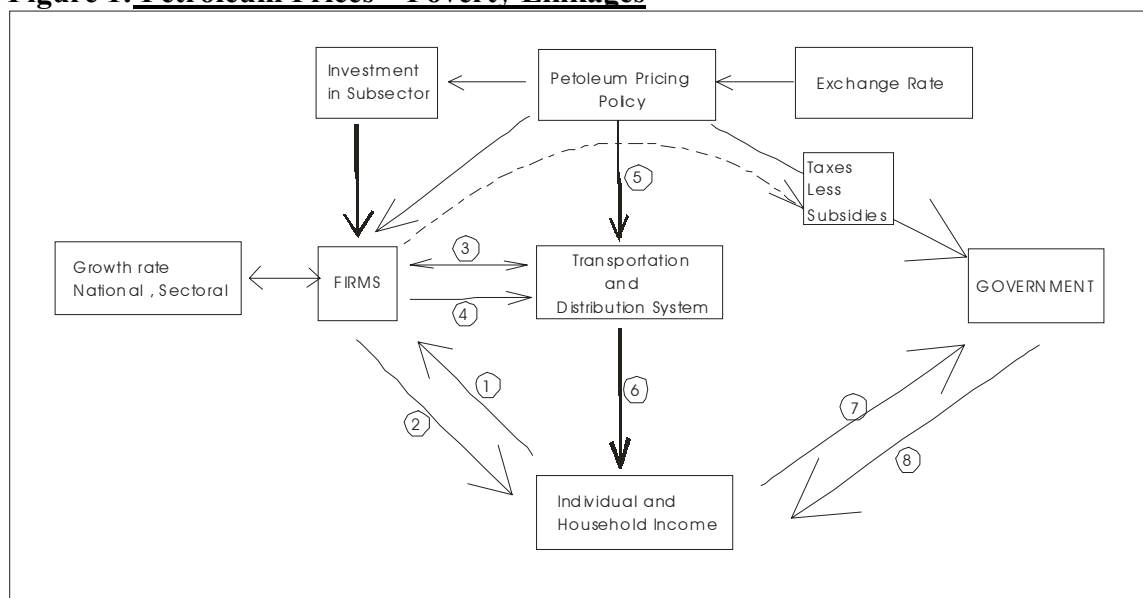 Figure 1: Petroleum Prices – Poverty Linkages
Investment
in Subsector
Petoleum Pricing
Policy
Exchange Rate
Taxes
Less
Subsidies
5
Growth rate
National , Sectoral
FIRMS
3
4
Transportation
and
Distribution System
GOVERNMENT
1
2
6
7
8
Individual and
Household Income